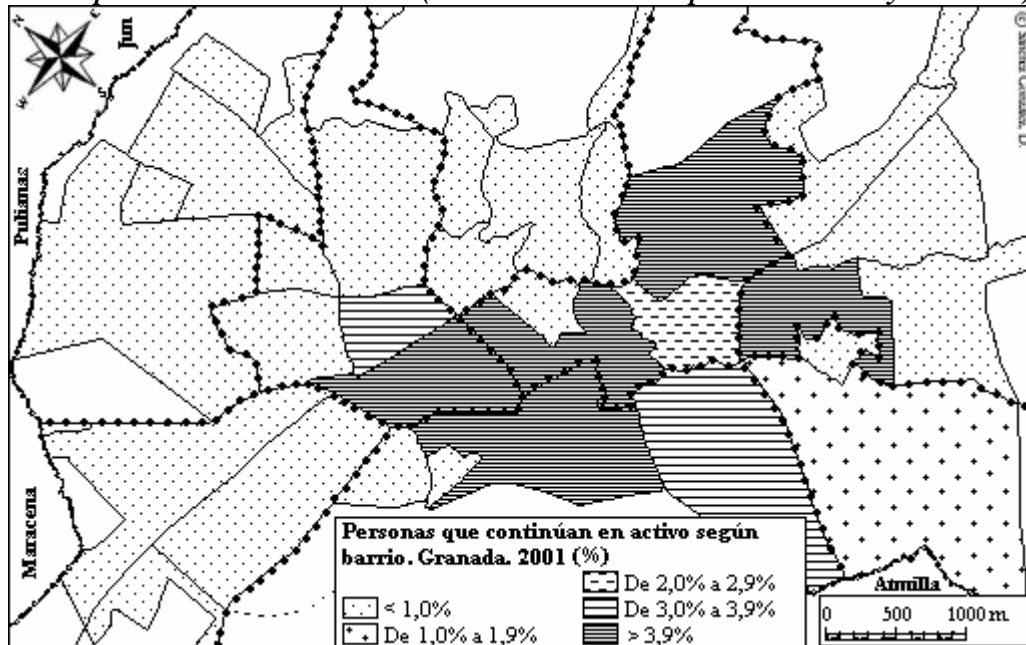 N
E
S
W
Jun
Pulianas
Maracena
Personas que continúan en activo según
barrio. Granada. 2001 (%)
< 1,0%
De 1,0% a 1,9%
De 2,0% a 2,9%
De 3,0% a 3,9%
> 3,9%
Armilla
0 500 1000 m.